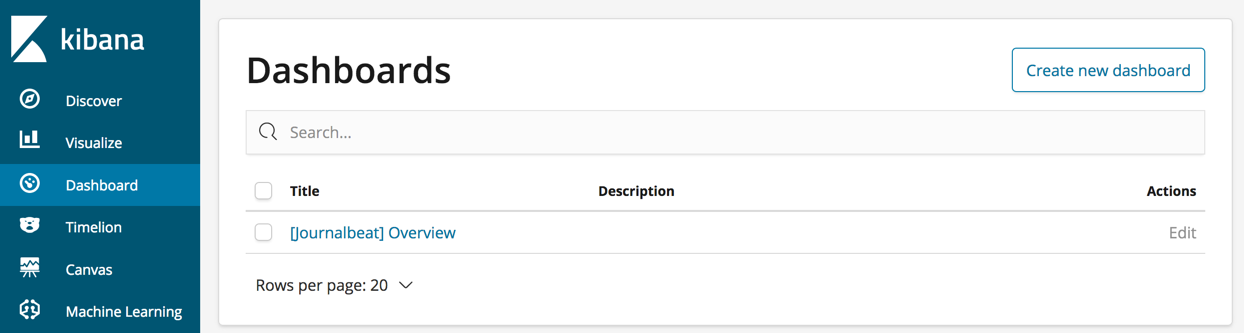 kibana
Discover
Visualize
Dashboard
Timelion
Canvas
Machine Learning
Dashboards
Create new dashboard
Search...
Title Description Actions
[Journalbeat] Overview Edit
Rows per page: 20